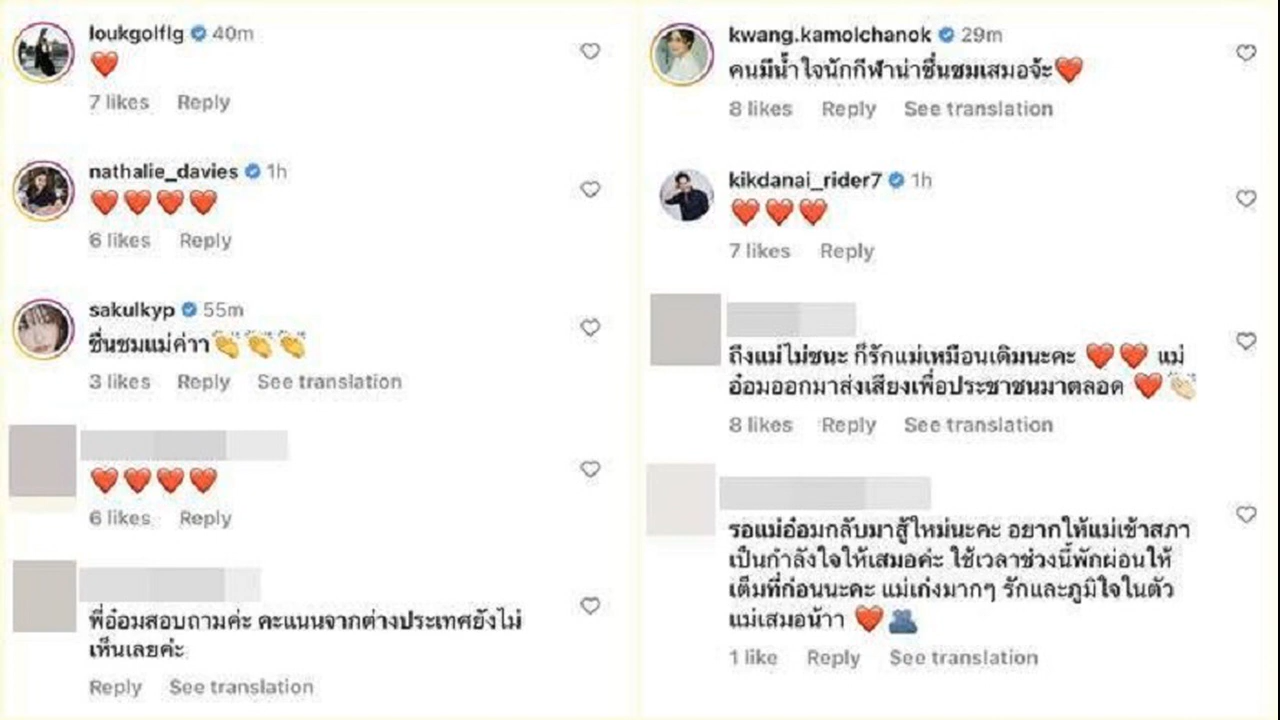 loukgolflg 40m
❤️
7 likes Reply
nathalie_davies 1h
❤️❤️❤️❤️
6 likes Reply
sakulkyp 55m
ชื่นชมแม่ค่าา👏👏👏
3 likes Reply See translation
❤️❤️❤️❤️
6 likes Reply
พี่อ๋อมสอบถามค่ะ คะแนนจากต่างประเทศยังไม่
เห็นเลยค่ะ
Reply See translation
kwang.kamolchanok 29m
คนมีน้ำใจนักกีฬาน่าชื่นชมเสมอจ้ะ❤️
8 likes Reply See translation
kikdanai_rider7 1h
❤️❤️❤️
7 likes Reply
ถึงแม่ไม่ชนะ ก็รักแม่เหมือนเดิมนะคะ ❤️❤️ แม่
อ๋อมออกมาส่งเสียงเพื่อประชาชนมาตลอด ❤️👏🏻
8 likes Reply See translation
รอแม่อ๋อมกลับมาสู้ใหม่นะคะ อยากให้แม่เข้าสภา
เป็นกำลังใจให้เสมอค่ะ ใช้เวลาช่วงนี้พักผ่อนให้
เต็มที่ก่อนนะคะ แม่เก่งมากๆ รักและภูมิใจในตัว
แม่เสมอน้าา ❤️🫂
1 like Reply See translation